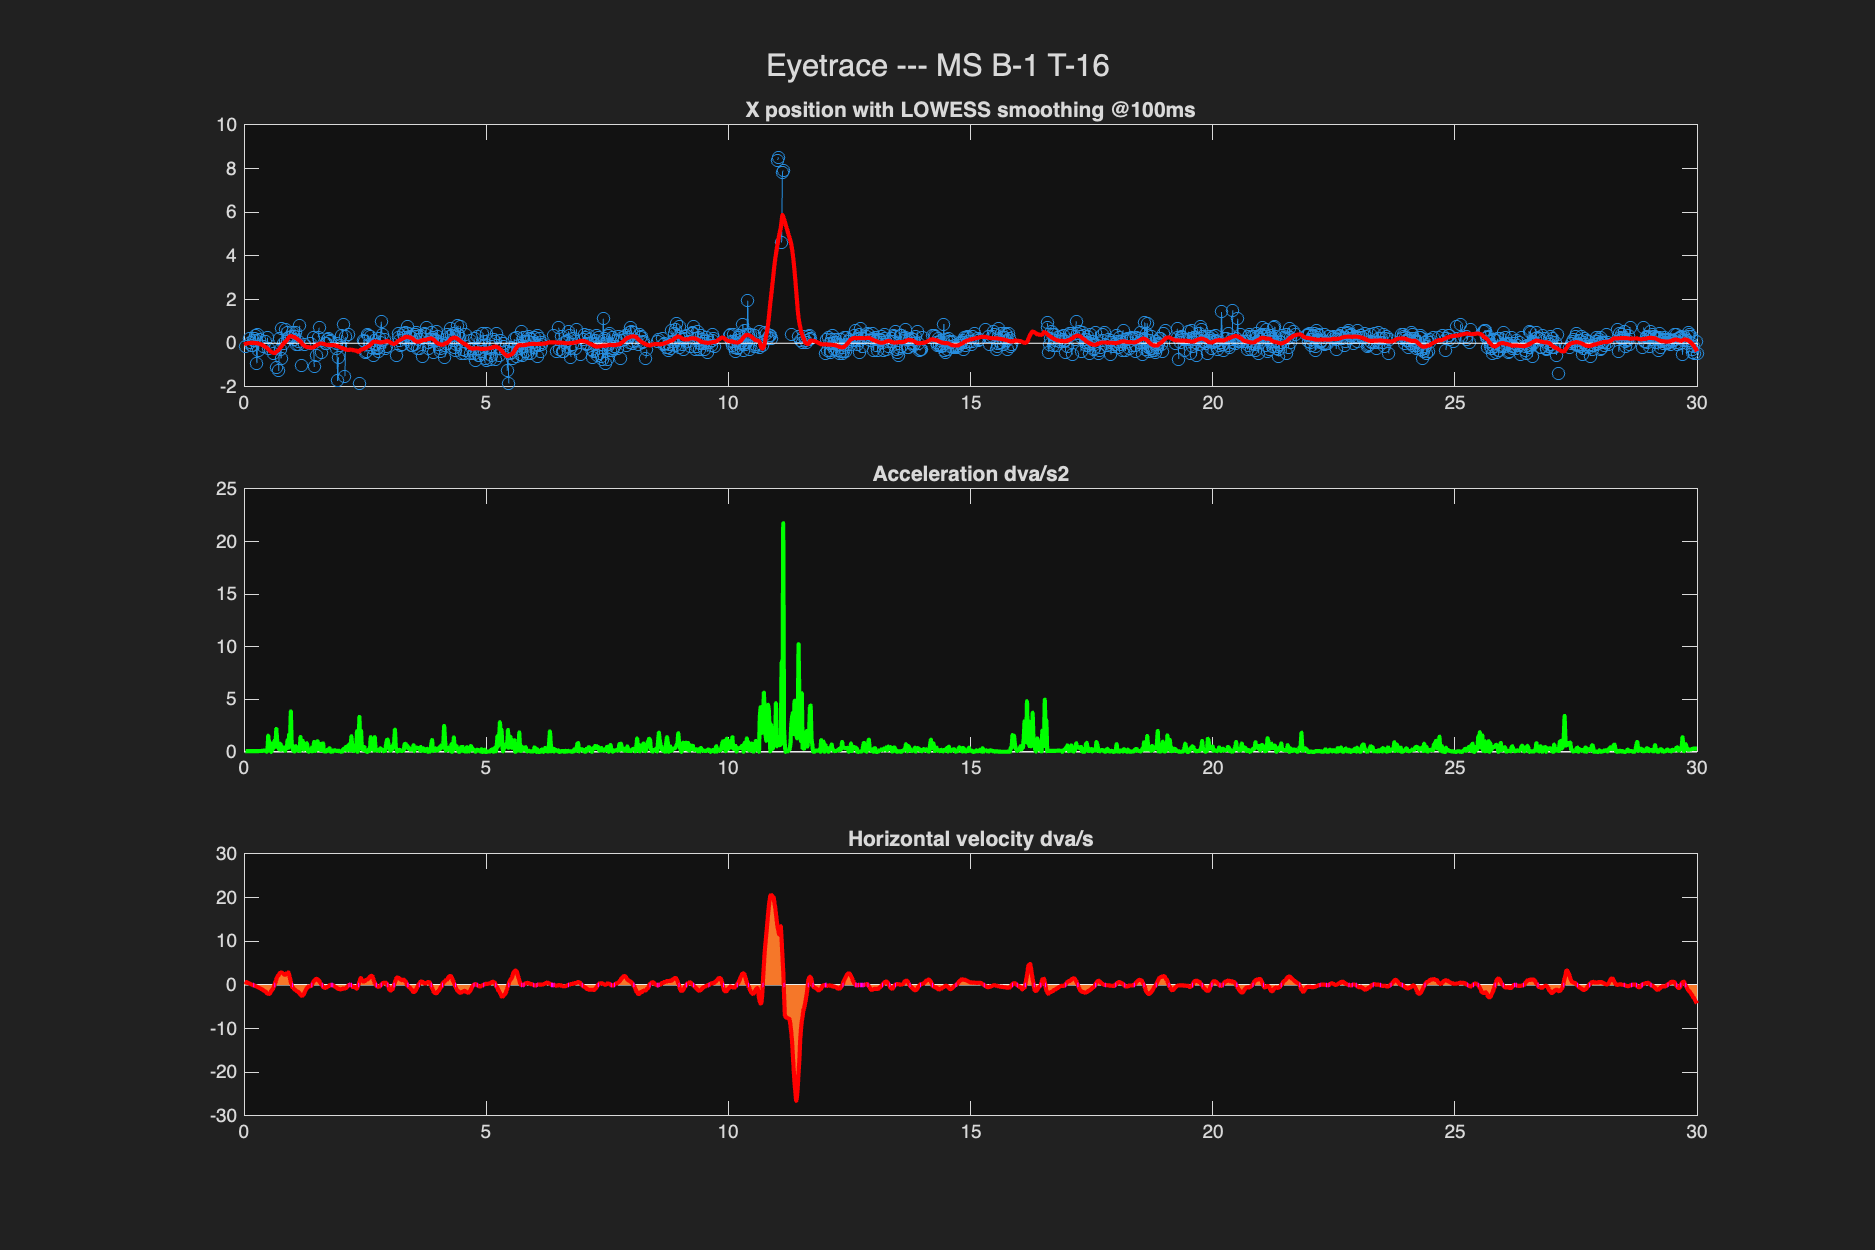 Eyetrace --- MS B-1 T-16
X position with LOWESS smoothing @100ms
10
8
6
4
2
0
-2
0 5 10 15 20 25 30
Acceleration dva/s2
25
20
15
10
5
0
0 5 10 15 20 25 30
Horizontal velocity dva/s
30
20
10
0
-10
-20
-30
0 5 10 15 20 25 30